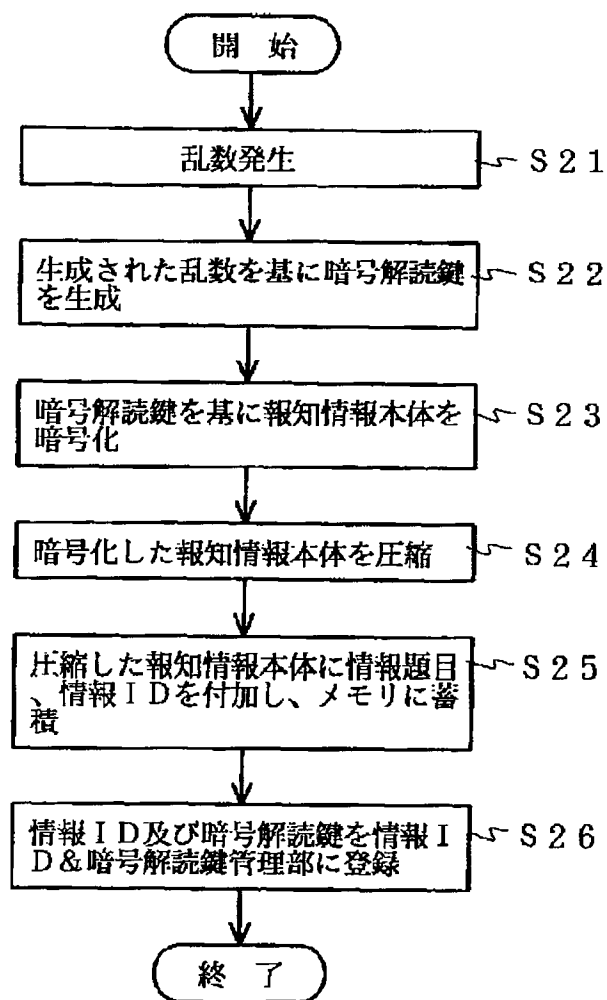 開 始
乱数発生
S21
生成された乱数を基に暗号解読鍵
を生成
S22
暗号解読鍵を基に報知情報本体を
暗号化
S23
暗号化した報知情報本体を圧縮
S24
圧縮した報知情報本体に情報題目
、情報IDを付加し、メモリに蓄
積
S25
情報ID及び暗号解読鍵を情報I
D&暗号解読鍵管理部に登録
S26
終 了